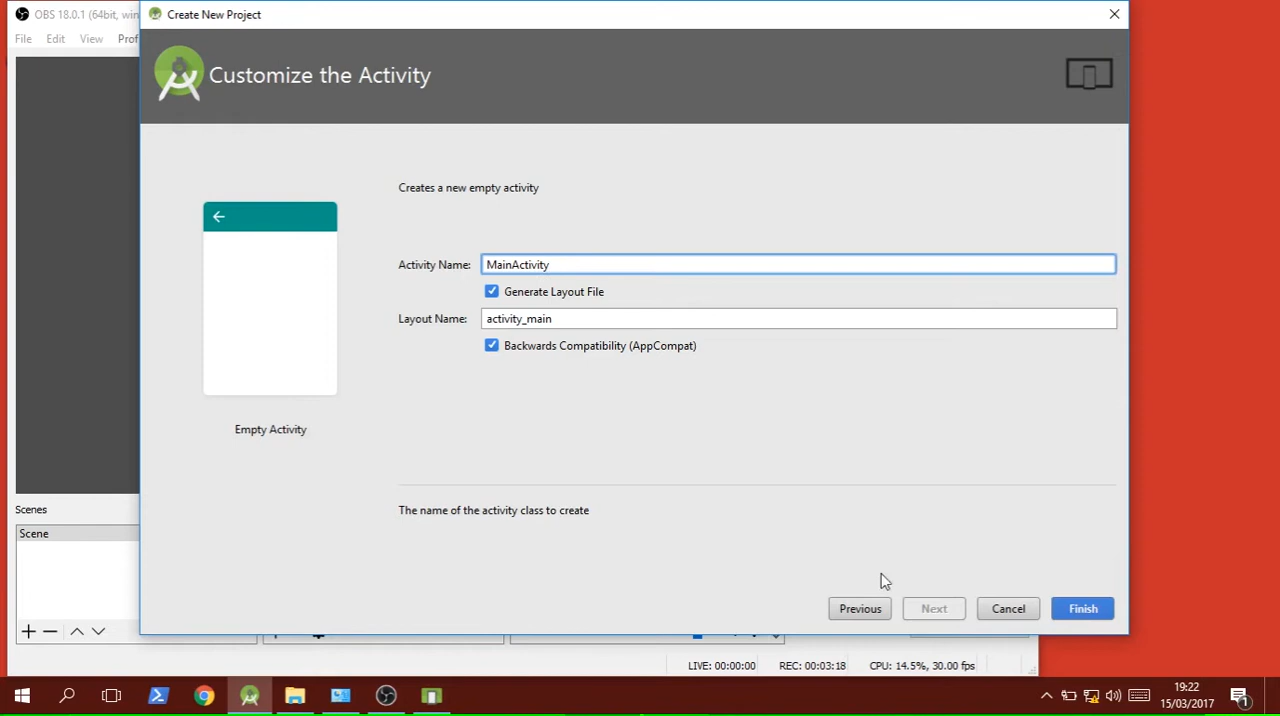 OBS 18.0.1 (64bit, win
Create New Project
File Edit View Prof
Customize the Activity
Creates a new empty activity
Activity Name: MainActivity
Generate Layout File
Layout Name: activity_main
Backwards Compatibility (AppCompat)
Empty Activity
The name of the activity class to create
Scenes
Scene
Previous Next Cancel Finish
LIVE: 00:00:00 REC: 00:03:18 CPU: 14.5%, 30.00 fps
19:22
15/03/2017
1